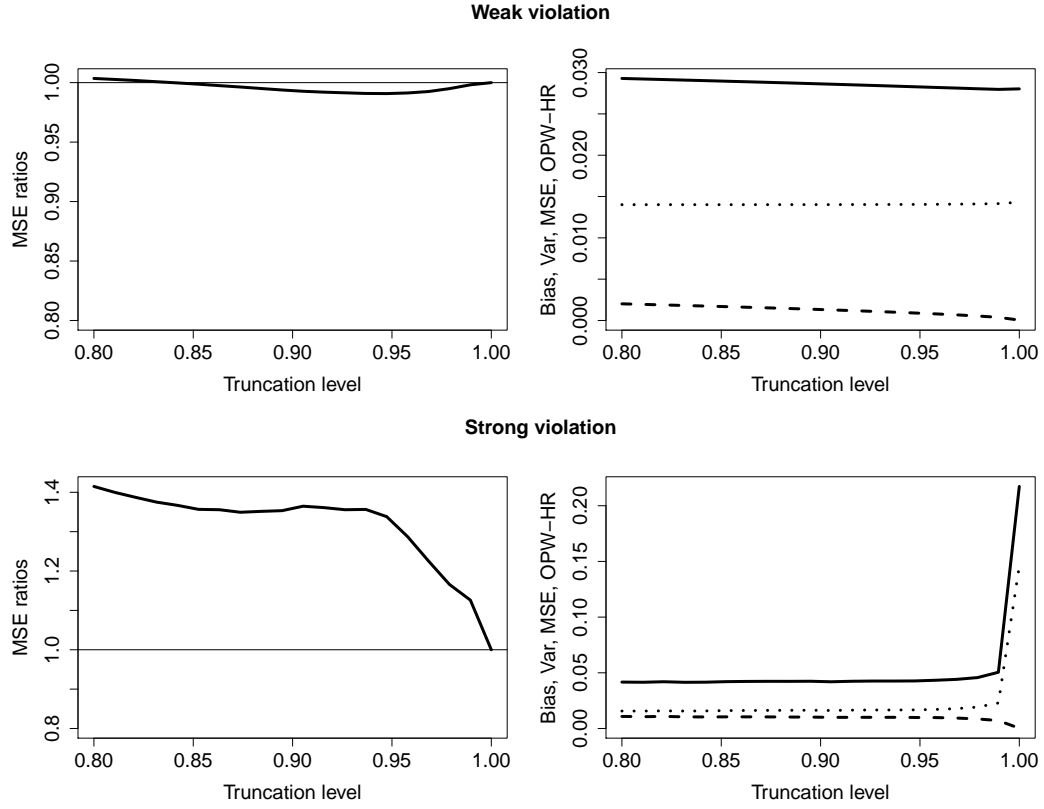 Weak violation
MSE ratios
1.00
0.95
0.90
0.85
0.80
0.80 0.85 0.90 0.95 1.00
Truncation level
Bias, Var, MSE, OPW−HR
0.030
0.020
0.010
0.000
0.80 0.85 0.90 0.95 1.00
Truncation level
Strong violation
MSE ratios
1.4
1.2
1.0
0.8
0.80 0.85 0.90 0.95 1.00
Truncation level
Bias, Var, MSE, OPW−HR
0.20
0.15
0.10
0.05
0.00
0.80 0.85 0.90 0.95 1.00
Truncation level